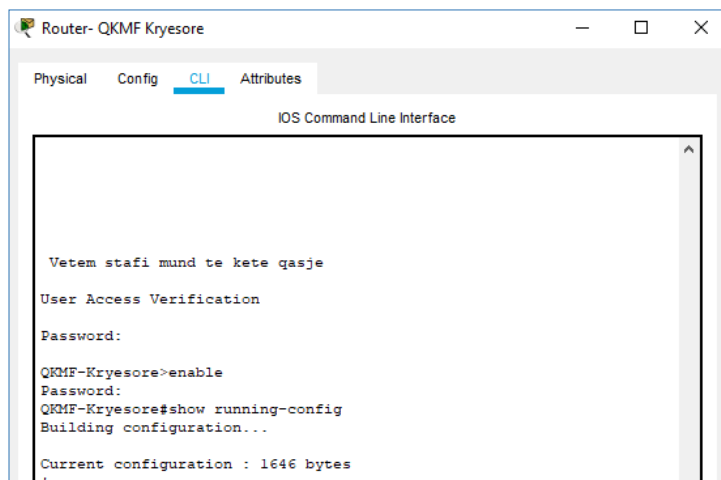 Router- QKMF Kryesore
Physical Config CLI Attributes
IOS Command Line Interface
Vetem stafi mund te kete qasje
User Access Verification
Password:
QKMF-Kryesore>enable
Password:
QKMF-Kryesore#show running-config
Building configuration...
Current configuration : 1646 bytes